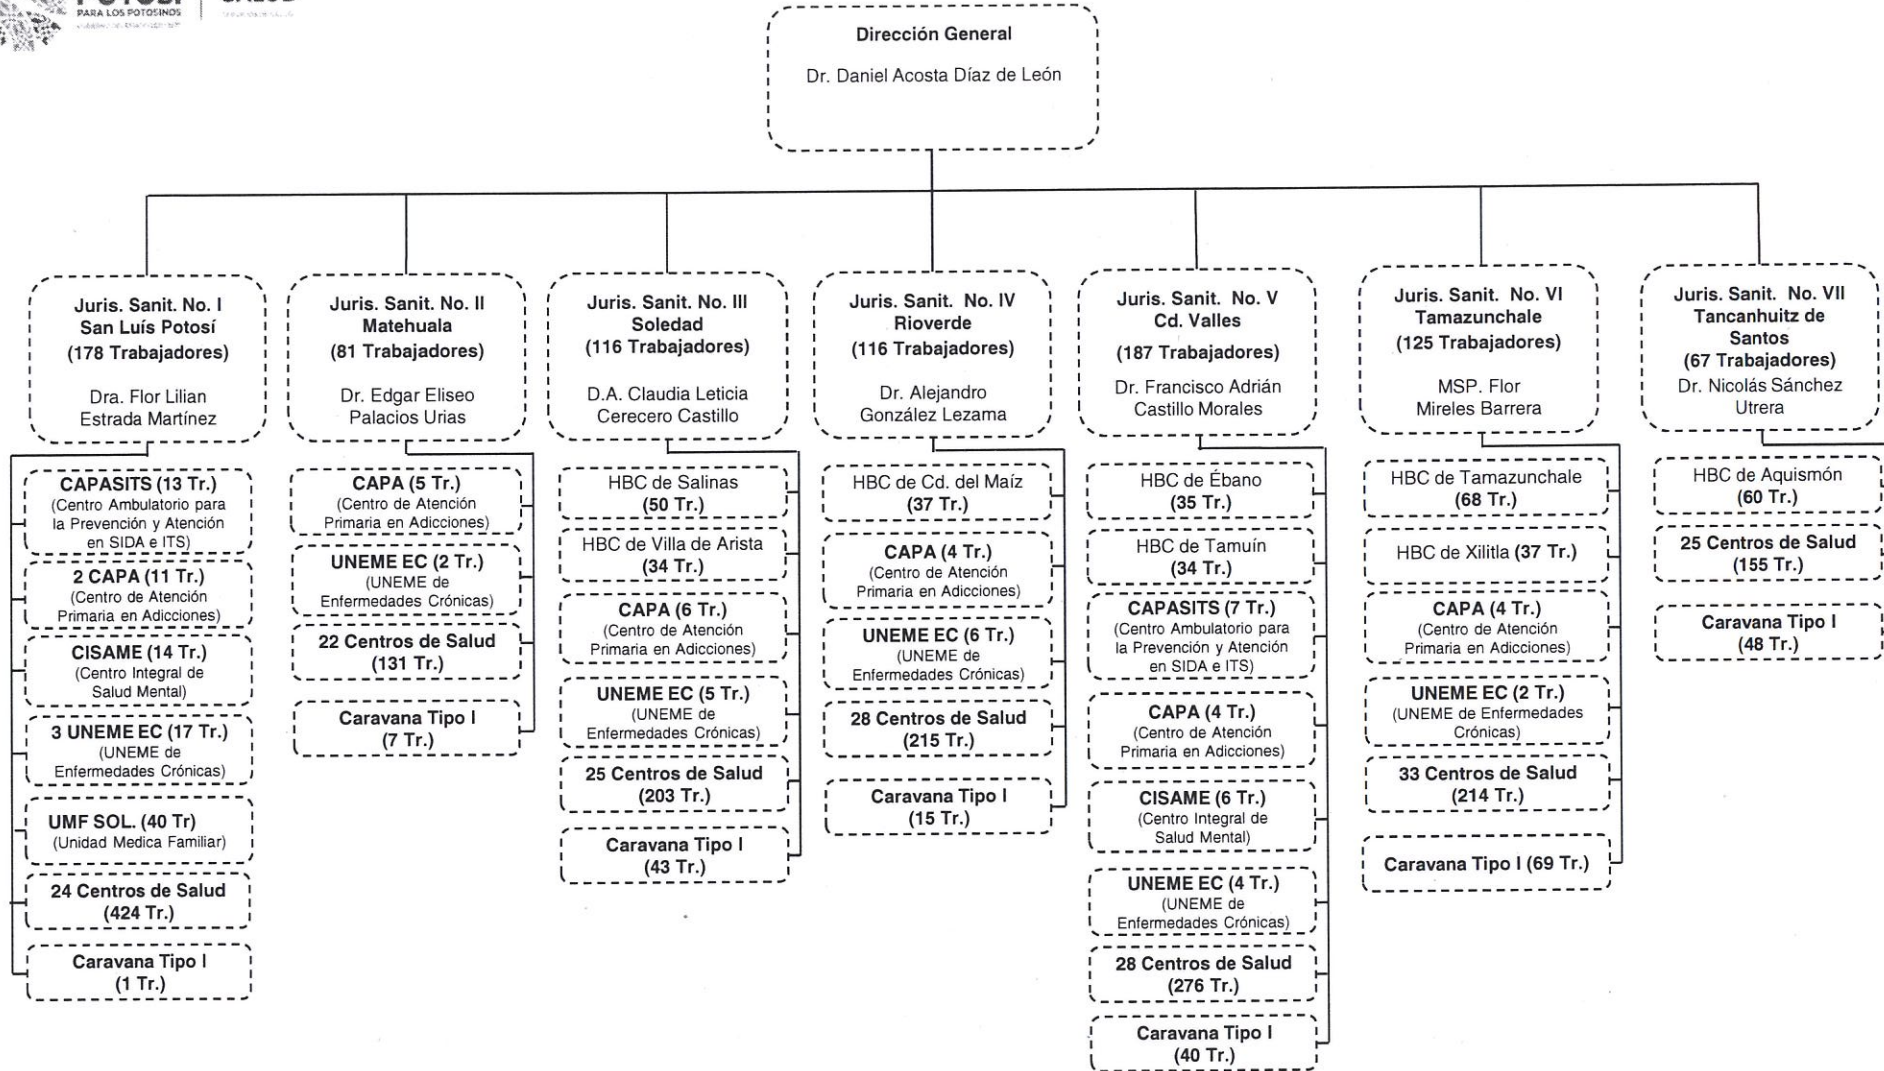 POTOSÍ
PARA LOS POTOSINOS
SALUD
Dirección General
Dr. Daniel Acosta Díaz de León
Juris. Sanit. No. I
San Luís Potosí
(178 Trabajadores)
Dra. Flor Lilian
Estrada Martínez
CAPASITS (13 Tr.)
(Centro Ambulatorio para
la Prevención y Atención
en SIDA e ITS)
2 CAPA (11 Tr.)
(Centro de Atención
Primaria en Adicciones)
CISAME (14 Tr.)
(Centro Integral de
Salud Mental)
3 UNEME EC (17 Tr.)
(UNEME de
Enfermedades Crónicas)
UMF SOL. (40 Tr)
(Unidad Medica Familiar)
24 Centros de Salud
(424 Tr.)
Caravana Tipo I
(1 Tr.)
Juris. Sanit. No. II
Matehuala
(81 Trabajadores)
Dr. Edgar Eliseo
Palacios Urias
CAPA (5 Tr.)
(Centro de Atención
Primaria en Adicciones)
UNEME EC (2 Tr.)
(UNEME de
Enfermedades Crónicas)
22 Centros de Salud
(131 Tr.)
Caravana Tipo I
(7 Tr.)
Juris. Sanit. No. III
Soledad
(116 Trabajadores)
D.A. Claudia Leticia
Cerecero Castillo
HBC de Salinas
(50 Tr.)
HBC de Villa de Arista
(34 Tr.)
CAPA (6 Tr.)
(Centro de Atención
Primaria en Adicciones)
UNEME EC (5 Tr.)
(UNEME de
Enfermedades Crónicas)
25 Centros de Salud
(203 Tr.)
Caravana Tipo I
(43 Tr.)
Juris. Sanit. No. IV
Rioverde
(116 Trabajadores)
Dr. Alejandro
González Lezama
HBC de Cd. del Maíz
(37 Tr.)
CAPA (4 Tr.)
(Centro de Atención
Primaria en Adicciones)
UNEME EC (6 Tr.)
(UNEME de
Enfermedades Crónicas)
28 Centros de Salud
(215 Tr.)
Caravana Tipo I
(15 Tr.)
Juris. Sanit. No. V
Cd. Valles
(187 Trabajadores)
Dr. Francisco Adrián
Castillo Morales
HBC de Ébano
(35 Tr.)
HBC de Tamuín
(34 Tr.)
CAPASITS (7 Tr.)
(Centro Ambulatorio para
la Prevención y Atención
en SIDA e ITS)
CAPA (4 Tr.)
(Centro de Atención
Primaria en Adicciones)
CISAME (6 Tr.)
(Centro Integral de
Salud Mental)
UNEME EC (4 Tr.)
(UNEME de
Enfermedades Crónicas)
28 Centros de Salud
(276 Tr.)
Caravana Tipo I
(40 Tr.)
Juris. Sanit. No. VI
Tamazunchale
(125 Trabajadores)
MSP. Flor
Mireles Barrera
HBC de Tamazunchale
(68 Tr.)
HBC de Xilitla (37 Tr.)
CAPA (4 Tr.)
(Centro de Atención
Primaria en Adicciones)
UNEME EC (2 Tr.)
(UNEME de Enfermedades
Crónicas)
33 Centros de Salud
(214 Tr.)
Caravana Tipo I (69 Tr.)
Juris. Sanit. No. VII
Tancanhuitz de
Santos
(67 Trabajadores)
Dr. Nicolás Sánchez
Utrera
HBC de Aquismón
(60 Tr.)
25 Centros de Salud
(155 Tr.)
Caravana Tipo I
(48 Tr.)